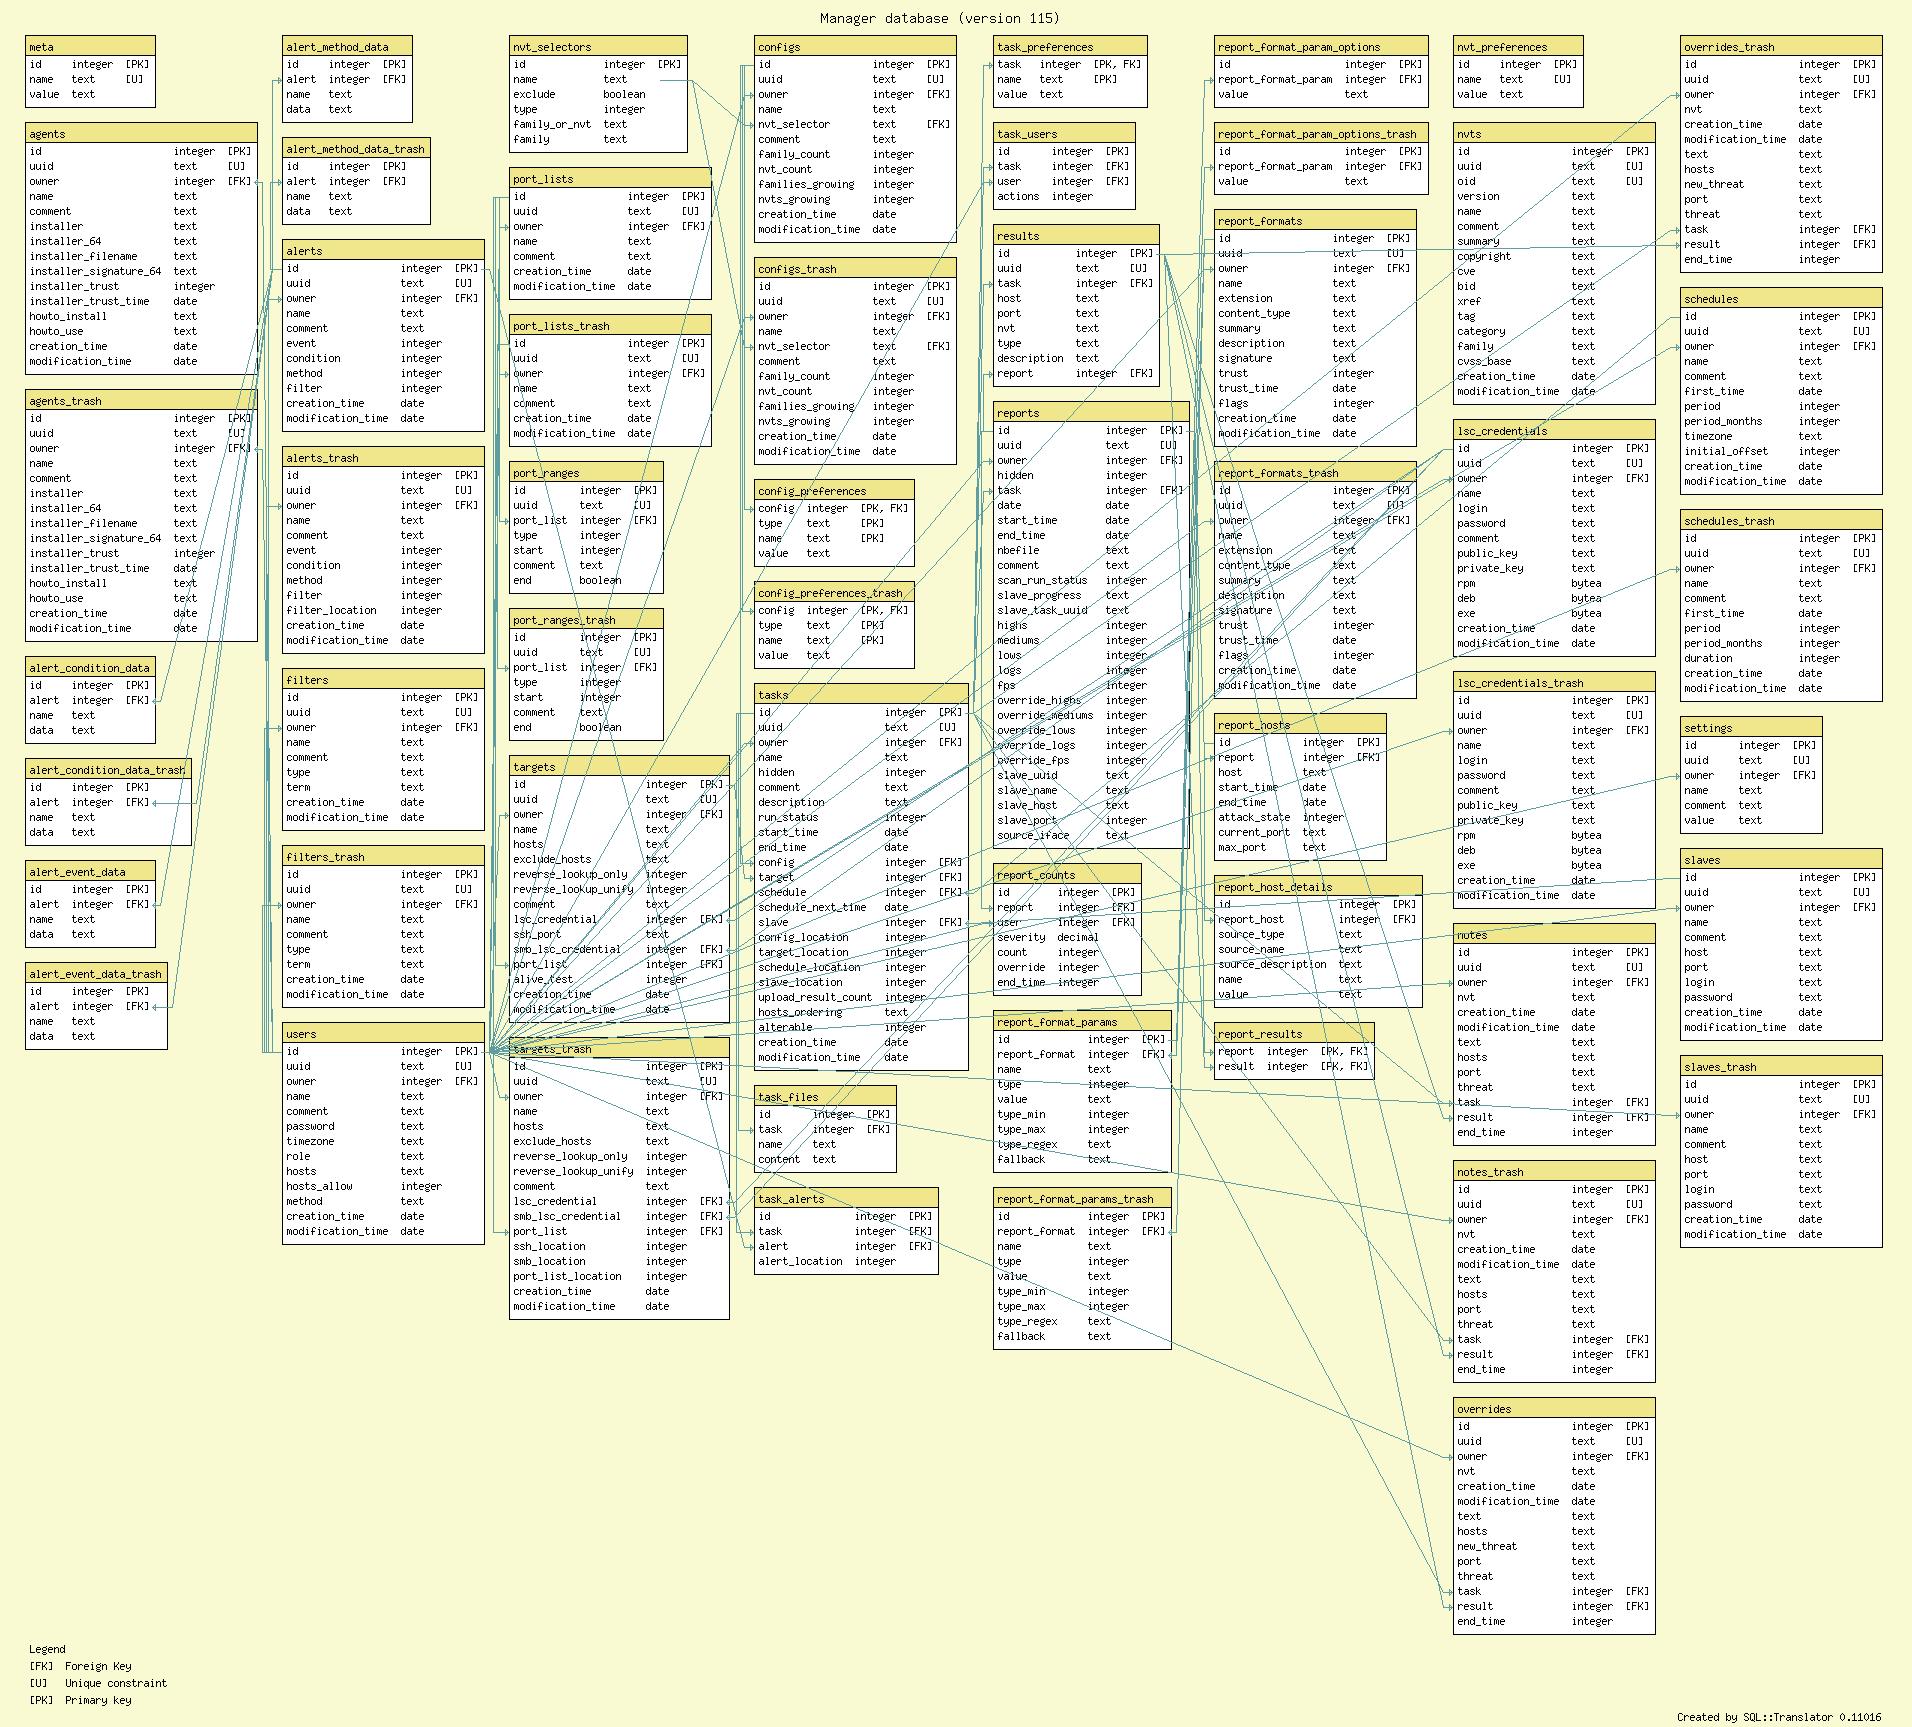 Manager database (version 115)
meta
id integer [PK]
name text [U]
value text
agents
id integer [PK]
uuid text [U]
owner integer [FK]
name text
comment text
installer text
installer_64 text
installer_filename text
installer_signature_64 text
installer_trust integer
installer_trust_time date
howto_install text
howto_use text
creation_time date
modification_time date
agents_trash
id integer [PK]
uuid text [U]
owner integer [FK]
name text
comment text
installer text
installer_64 text
installer_filename text
installer_signature_64 text
installer_trust integer
installer_trust_time date
howto_install text
howto_use text
creation_time date
modification_time date
alert_condition_data
id integer [PK]
alert integer [FK]
name text
data text
alert_condition_data_trash
id integer [PK]
alert integer [FK]
name text
data text
alert_event_data
id integer [PK]
alert integer [FK]
name text
data text
alert_event_data_trash
id integer [PK]
alert integer [FK]
name text
data text
alert_method_data
id integer [PK]
alert integer [FK]
name text
data text
alert_method_data_trash
id integer [PK]
alert integer [FK]
name text
data text
alerts
id integer [PK]
uuid text [U]
owner integer [FK]
name text
comment text
event integer
condition integer
method integer
filter integer
creation_time date
modification_time date
alerts_trash
id integer [PK]
uuid text [U]
owner integer [FK]
name text
comment text
event integer
condition integer
method integer
filter integer
filter_location integer
creation_time date
modification_time date
filters
id integer [PK]
uuid text [U]
owner integer [FK]
name text
comment text
type text
term text
creation_time date
modification_time date
filters_trash
id integer [PK]
uuid text [U]
owner integer [FK]
name text
comment text
type text
term text
creation_time date
modification_time date
users
id integer [PK]
uuid text [U]
owner integer [FK]
name text
comment text
password text
timezone text
role text
hosts text
hosts_allow integer
method text
creation_time date
modification_time date
nvt_selectors
id integer [PK]
name text
exclude boolean
type integer
family_or_nvt text
family text
port_lists
id integer [PK]
uuid text [U]
owner integer [FK]
name text
comment text
creation_time date
modification_time date
port_lists_trash
id integer [PK]
uuid text [U]
owner integer [FK]
name text
comment text
creation_time date
modification_time date
port_ranges
id integer [PK]
uuid text [U]
port_list integer [FK]
type integer
start integer
comment text
end boolean
port_ranges_trash
id integer [PK]
uuid text [U]
port_list integer [FK]
type integer
start integer
comment text
end boolean
targets
id integer [PK]
uuid text [U]
owner integer [FK]
name text
hosts text
exclude_hosts text
reverse_lookup_only integer
reverse_lookup_unify integer
comment text
lsc_credential integer [FK]
ssh_port text
smb_lsc_credential integer [FK]
port_list integer [FK]
alive_test integer
creation_time date
modification_time date
targets_trash
id integer [PK]
uuid text [U]
owner integer [FK]
name text
hosts text
exclude_hosts text
reverse_lookup_only integer
reverse_lookup_unify integer
comment text
lsc_credential integer [FK]
smb_lsc_credential integer [FK]
port_list integer [FK]
ssh_location integer
smb_location integer
port_list_location integer
creation_time date
modification_time date
configs
id integer [PK]
uuid text [U]
owner integer [FK]
name text
nvt_selector text [FK]
comment text
family_count integer
nvt_count integer
families_growing integer
nvts_growing integer
creation_time date
modification_time date
configs_trash
id integer [PK]
uuid text [U]
owner integer [FK]
name text
nvt_selector text [FK]
comment text
family_count integer
nvt_count integer
families_growing integer
nvts_growing integer
creation_time date
modification_time date
config_preferences
config integer [PK, FK]
type text [PK]
name text [PK]
value text
config_preferences_trash
config integer [PK, FK]
type text [PK]
name text [PK]
value text
tasks
id integer [PK]
uuid text [U]
owner integer [FK]
name text
hidden integer
comment text
description text
run_status integer
start_time date
end_time date
config integer [FK]
target integer [FK]
schedule integer [FK]
schedule_next_time date
slave integer [FK]
config_location integer
target_location integer
schedule_location integer
slave_location integer
upload_result_count integer
hosts_ordering text
alterable integer
creation_time date
modification_time date
task_files
id integer [PK]
task integer [FK]
name text
content text
task_alerts
id integer [PK]
task integer [FK]
alert integer [FK]
alert_location integer
task_preferences
task integer [PK, FK]
name text [PK]
value text
task_users
id integer [PK]
task integer [FK]
user integer [FK]
actions integer
results
id integer [PK]
uuid text [U]
task integer [FK]
host text
port text
nvt text
type text
description text
report integer [FK]
reports
id integer [PK]
uuid text [U]
owner integer [FK]
hidden integer
task integer [FK]
date date
start_time date
end_time date
nbefile text
comment text
scan_run_status integer
slave_progress text
slave_task_uuid text
highs integer
mediums integer
lows integer
logs integer
fps integer
override_highs integer
override_mediums integer
override_lows integer
override_logs integer
override_fps integer
slave_uuid text
slave_name text
slave_host text
slave_port integer
source_iface text
report_counts
id integer [PK]
report integer [FK]
user integer [FK]
severity decimal
count integer
override integer
end_time integer
report_format_params
id integer [PK]
report_format integer [FK]
name text
type integer
value text
type_min integer
type_max integer
type_regex text
fallback text
report_format_params_trash
id integer [PK]
report_format integer [FK]
name text
type integer
value text
type_min integer
type_max integer
type_regex text
fallback text
report_format_param_options
id integer [PK]
report_format_param integer [FK]
value text
report_format_param_options_trash
id integer [PK]
report_format_param integer [FK]
value text
report_formats
id integer [PK]
uuid text [U]
owner integer [FK]
name text
extension text
content_type text
summary text
description text
signature text
trust integer
trust_time date
flags integer
creation_time date
modification_time date
report_formats_trash
id integer [PK]
uuid text [U]
owner integer [FK]
name text
extension text
content_type text
summary text
description text
signature text
trust integer
trust_time date
flags integer
creation_time date
modification_time date
report_hosts
id integer [PK]
report integer [FK]
host text
start_time date
end_time date
attack_state integer
current_port text
max_port text
report_host_details
id integer [PK]
report_host integer [FK]
source_type text
source_name text
source_description text
name text
value text
report_results
report integer [PK, FK]
result integer [PK, FK]
nvt_preferences
id integer [PK]
name text [U]
value text
nvts
id integer [PK]
uuid text [U]
oid text [U]
version text
name text
comment text
summary text
copyright text
cve text
bid text
xref text
tag text
category text
family text
cvss_base text
creation_time date
modification_time date
lsc_credentials
id integer [PK]
uuid text [U]
owner integer [FK]
name text
login text
password text
comment text
public_key text
private_key text
rpm bytea
deb bytea
exe bytea
creation_time date
modification_time date
lsc_credentials_trash
id integer [PK]
uuid text [U]
owner integer [FK]
name text
login text
password text
comment text
public_key text
private_key text
rpm bytea
deb bytea
exe bytea
creation_time date
modification_time date
notes
id integer [PK]
uuid text [U]
owner integer [FK]
nvt text
creation_time date
modification_time date
text text
hosts text
port text
threat text
task integer [FK]
result integer [FK]
end_time integer
notes_trash
id integer [PK]
uuid text [U]
owner integer [FK]
nvt text
creation_time date
modification_time date
text text
hosts text
port text
threat text
task integer [FK]
result integer [FK]
end_time integer
overrides
id integer [PK]
uuid text [U]
owner integer [FK]
nvt text
creation_time date
modification_time date
text text
hosts text
new_threat text
port text
threat text
task integer [FK]
result integer [FK]
end_time integer
overrides_trash
id integer [PK]
uuid text [U]
owner integer [FK]
nvt text
creation_time date
modification_time date
text text
hosts text
new_threat text
port text
threat text
task integer [FK]
result integer [FK]
end_time integer
schedules
id integer [PK]
uuid text [U]
owner integer [FK]
name text
comment text
first_time date
period integer
period_months integer
timezone text
initial_offset integer
creation_time date
modification_time date
schedules_trash
id integer [PK]
uuid text [U]
owner integer [FK]
name text
comment text
first_time date
period integer
period_months integer
duration integer
creation_time date
modification_time date
settings
id integer [PK]
uuid text [U]
owner integer [FK]
name text
comment text
value text
slaves
id integer [PK]
uuid text [U]
owner integer [FK]
name text
comment text
host text
port text
login text
password text
creation_time date
modification_time date
slaves_trash
id integer [PK]
uuid text [U]
owner integer [FK]
name text
comment text
host text
port text
login text
password text
creation_time date
modification_time date
Legend
[FK] Foreign Key
[U] Unique constraint
[PK] Primary key
Created by SQL::Translator 0.11016